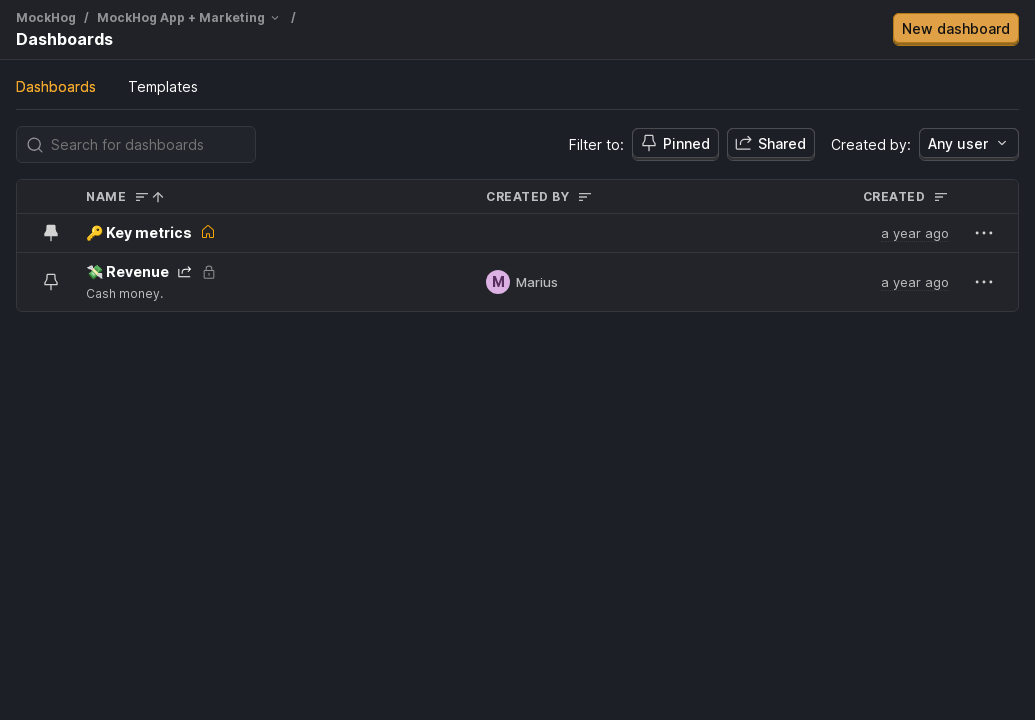 MockHog / MockHog App + Marketing /
Dashboards
New dashboard
Dashboards Templates
Search for dashboards
Filter to: Pinned Shared Created by: Any user
NAME CREATED BY CREATED
🔑 Key metrics a year ago
💸 Revenue
Cash money.
M Marius a year ago